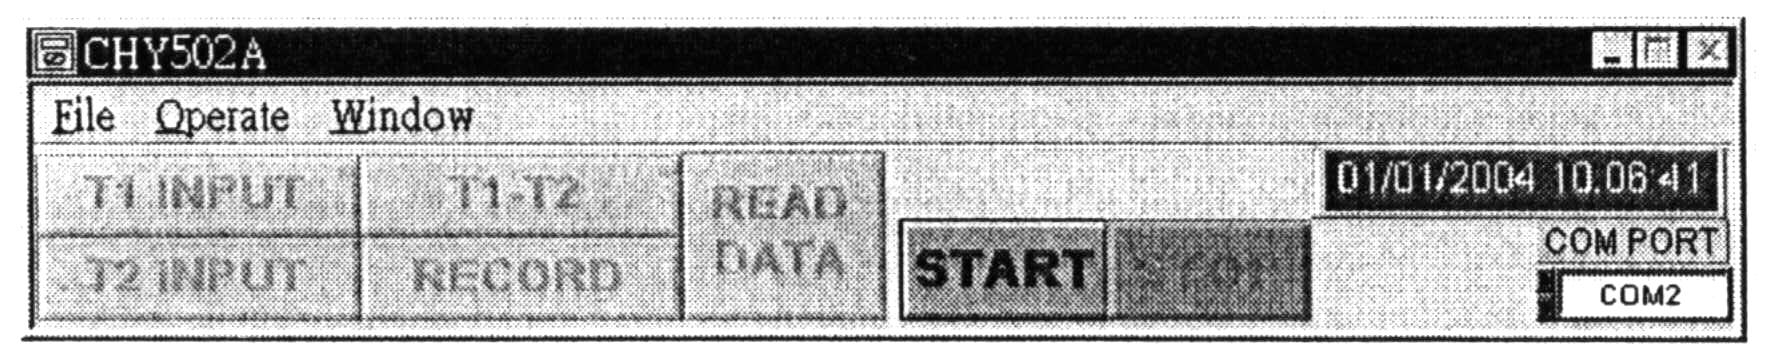 CHY502A
File Operate Window
T1 INPUT
T1-T2
READ
DATA
01/01/2004 10:06:41
T2 INPUT
RECORD
START
STOP
COM PORT
COM2